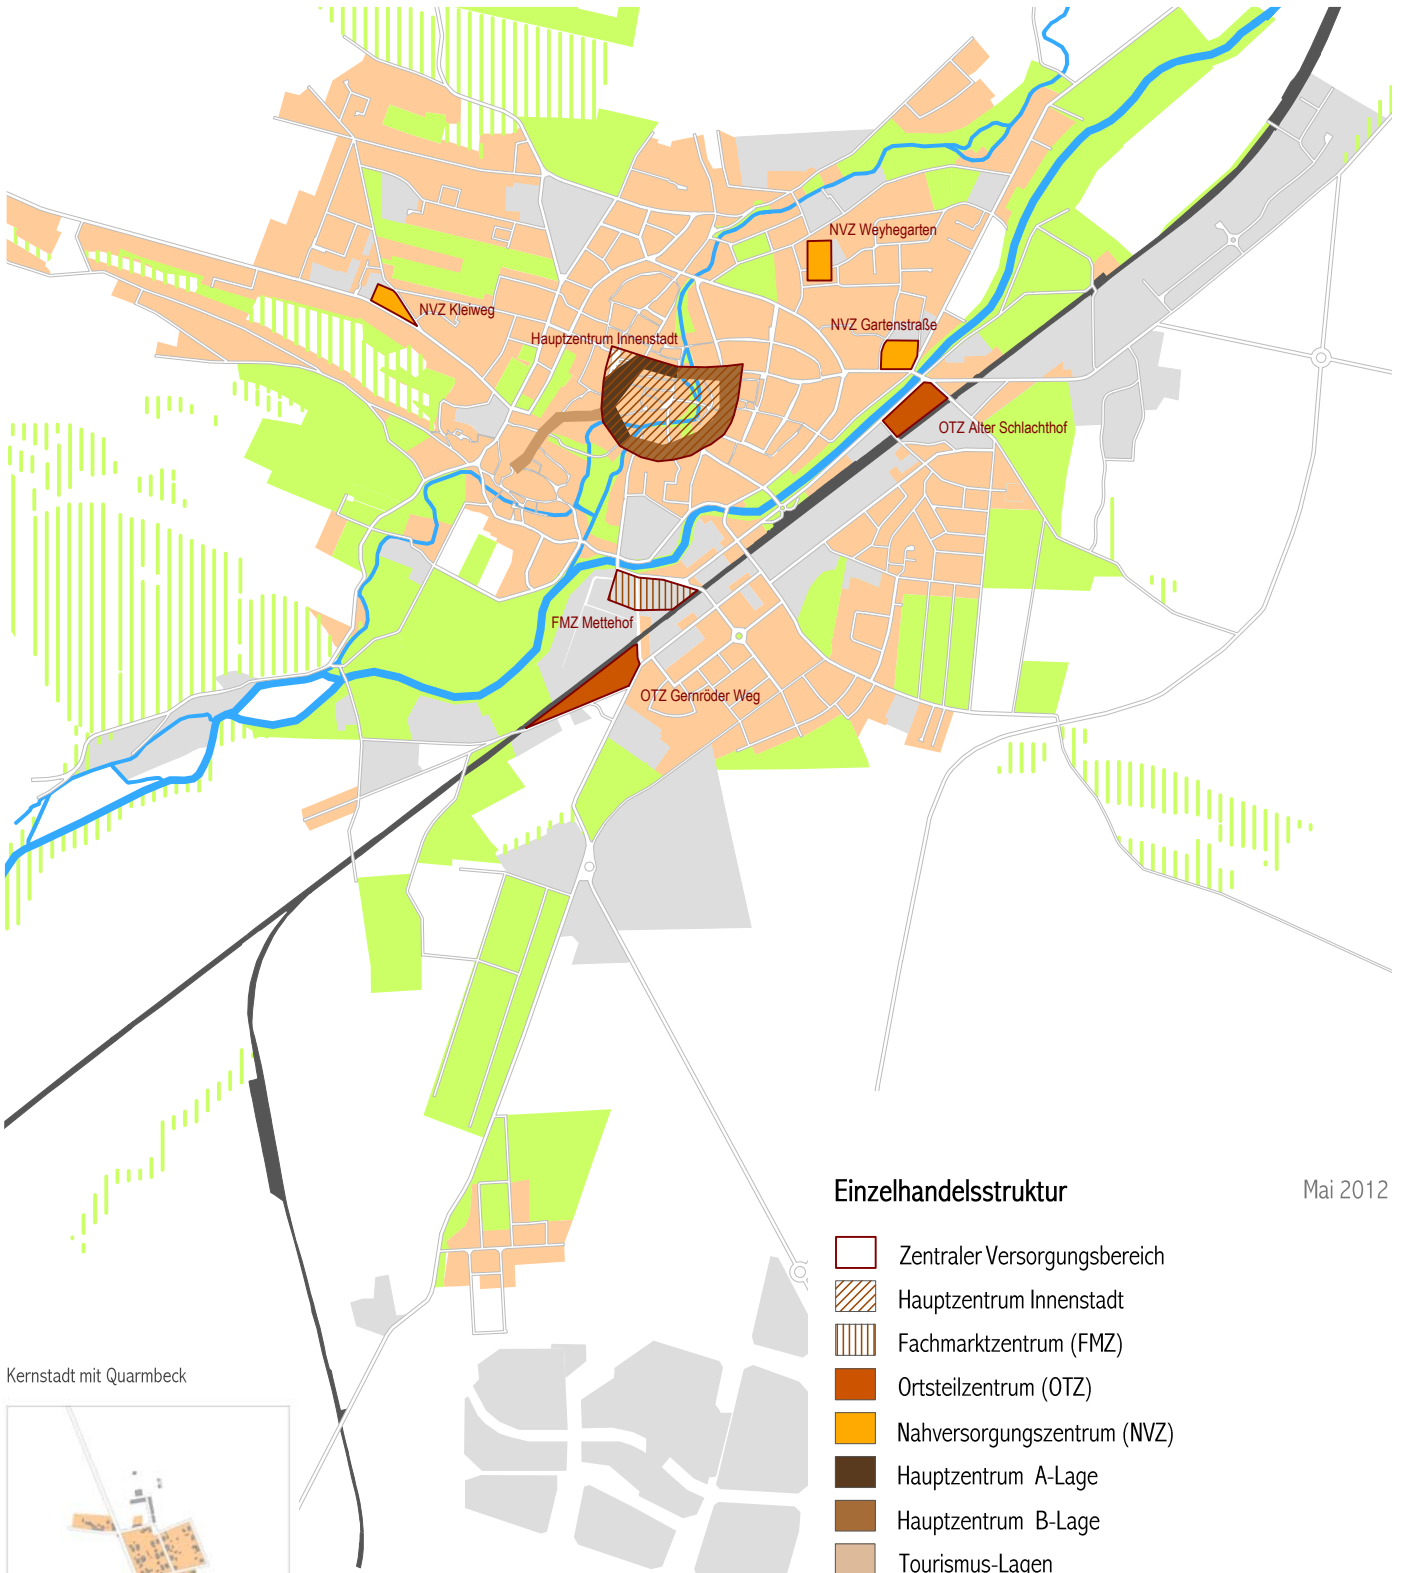 NVZ Weyhegarten
NVZ Kleiweg
NVZ Gartenstraße
Hauptzentrum Innenstadt
OTZ Alter Schlachthof
FMZ Mettehof
OTZ Gernröder Weg
Einzelhandelsstruktur
Mai 2012
Zentraler Versorgungsbereich
Hauptzentrum Innenstadt
Fachmarktzentrum (FMZ)
Ortsteilzentrum (OTZ)
Nahversorgungszentrum (NVZ)
Hauptzentrum A-Lage
Hauptzentrum B-Lage
Tourismus-Lagen
Kernstadt mit Quarmbeck